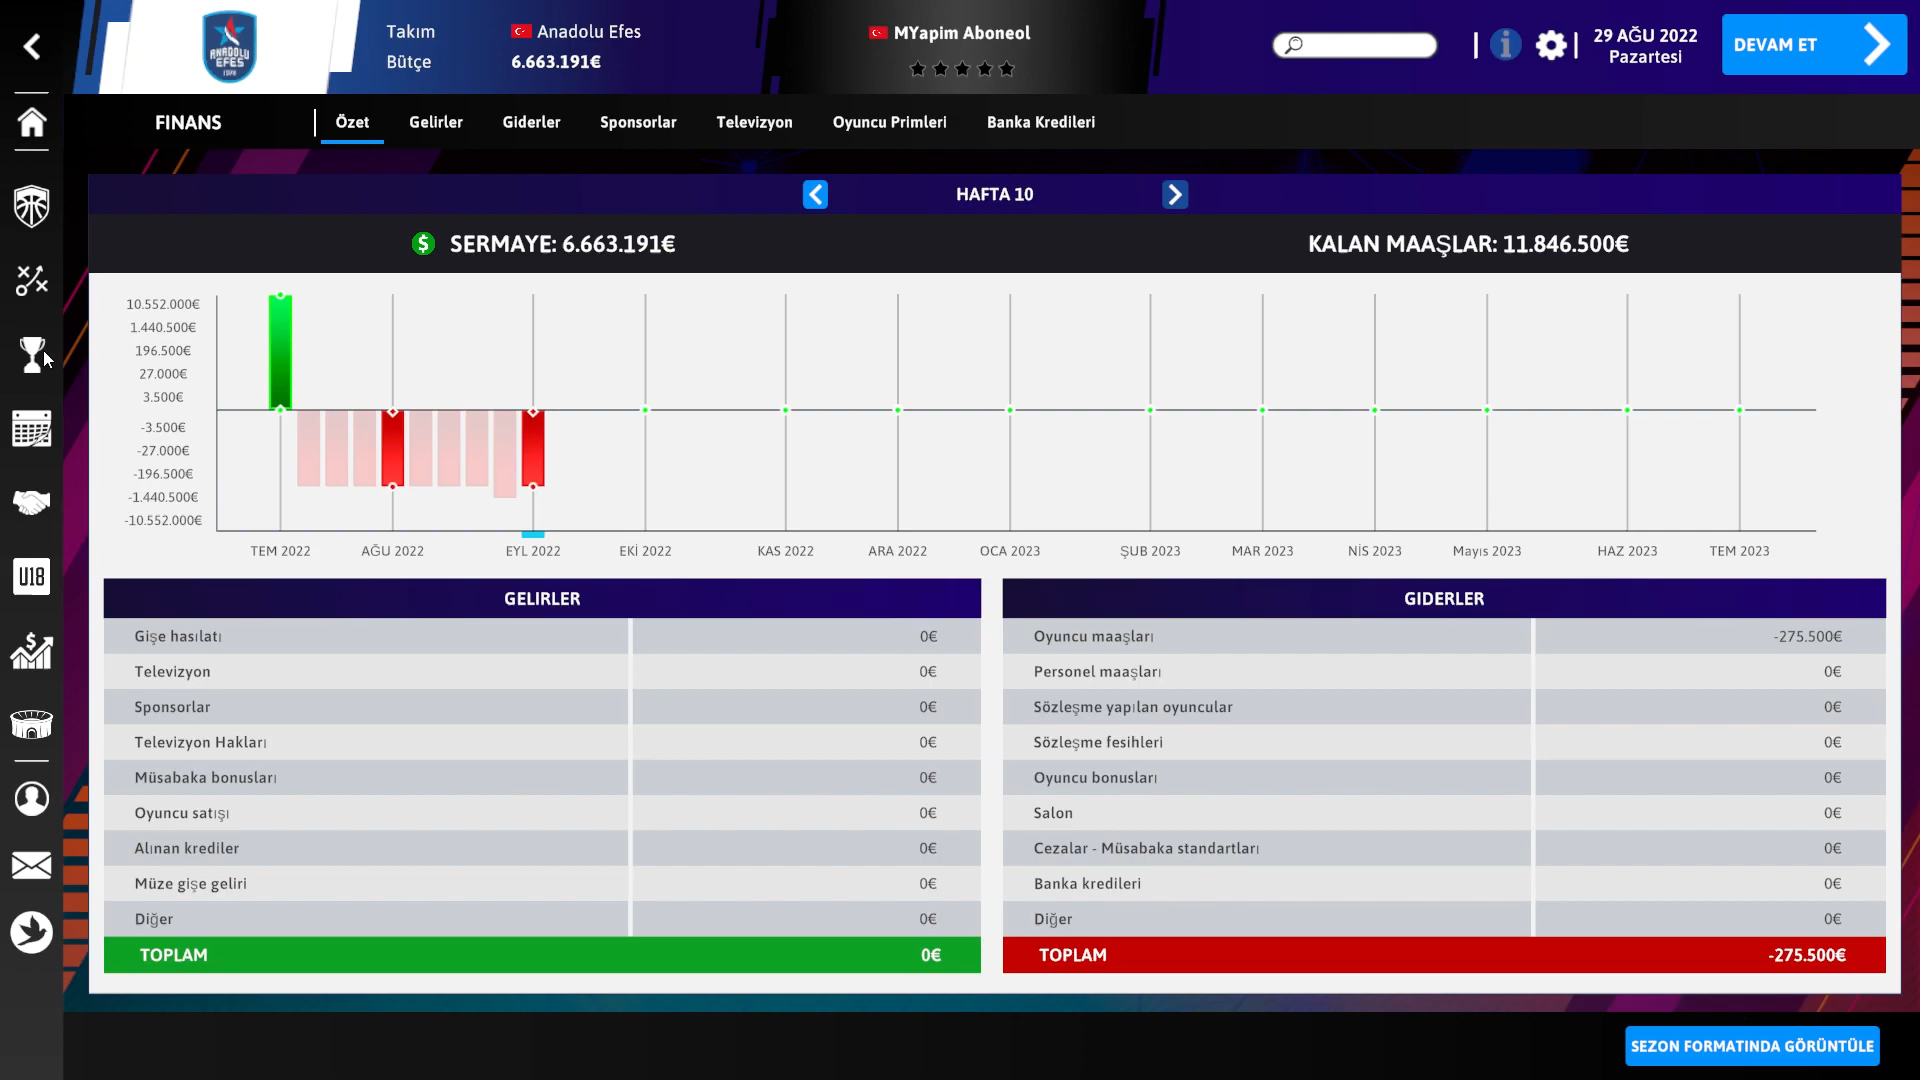 ANADOLU
EFES
1976
Takım
Anadolu Efes
Bütçe
6.663.191€
MYapim Aboneol
29 AĞU 2022
Pazartesi
DEVAM ET
FINANS
Özet
Gelirler
Giderler
Sponsorlar
Televizyon
Oyuncu Primleri
Banka Kredileri
HAFTA 10
SERMAYE: 6.663.191€
KALAN MAAŞLAR: 11.846.500€
10.552.000€
1.440.500€
196.500€
27.000€
3.500€
-3.500€
-27.000€
-196.500€
-1.440.500€
-10.552.000€
TEM 2022
AĞU 2022
EYL 2022
EKİ 2022
KAS 2022
ARA 2022
OCA 2023
ŞUB 2023
MAR 2023
NİS 2023
Mayıs 2023
HAZ 2023
TEM 2023
U18
GELIRLER
Gişe hasılatı 0€
Televizyon 0€
Sponsorlar 0€
Televizyon Hakları 0€
Müsabaka bonusları 0€
Oyuncu satışı 0€
Alınan krediler 0€
Müze gişe geliri 0€
Diğer 0€
TOPLAM 0€
GIDERLER
Oyuncu maaşları -275.500€
Personel maaşları 0€
Sözleşme yapılan oyuncular 0€
Sözleşme fesihleri 0€
Oyuncu bonusları 0€
Salon 0€
Cezalar - Müsabaka standartları 0€
Banka kredileri 0€
Diğer 0€
TOPLAM -275.500€
SEZON FORMATINDA GÖRÜNTÜLE